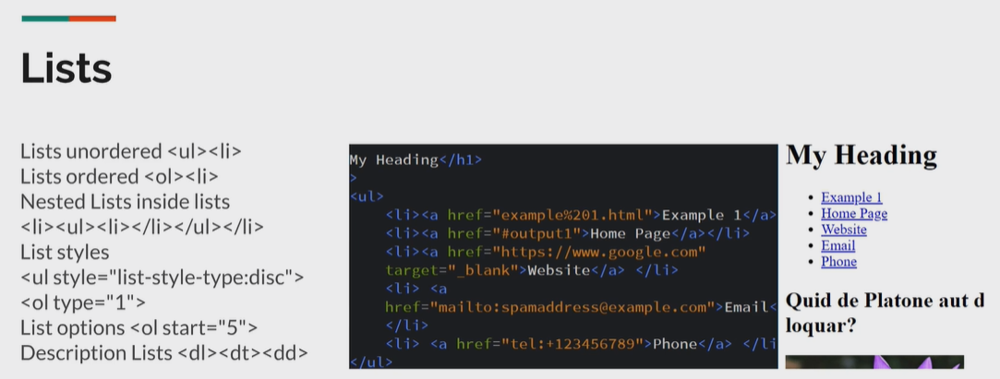 Lists
Lists unordered <ul><li>
Lists ordered <ol><li>
Nested Lists inside lists
<li><ul><li></li></ul></li>
List styles
<ul style="list-style-type:disc">
<ol type="1">
List options <ol start="5">
Description Lists <dl><dt><dd>
My Heading</h1>
>
<ul>
<li><a href="example%201.html">Example 1</a>
<li><a href="#output1">Home Page</a></li>
<li><a href="https://www.google.com"
target="_blank">Website</a> </li>
<li> <a
href="mailto:spamaddress@example.com">Email<
</li>
<li> <a href="tel:+123456789">Phone</a> </li
</ul>
My Heading
• Example 1
• Home Page
• Website
• Email
• Phone
Quid de Platone aut d
loquar?